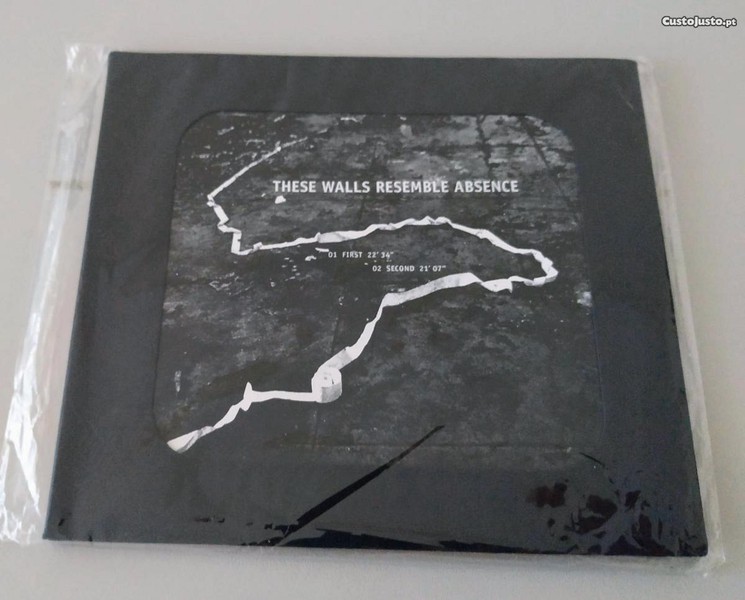 CustoJusto.pt
THESE WALLS RESEMBLE ABSENCE
01 FIRST 22'34"
02 SECOND 21'07"